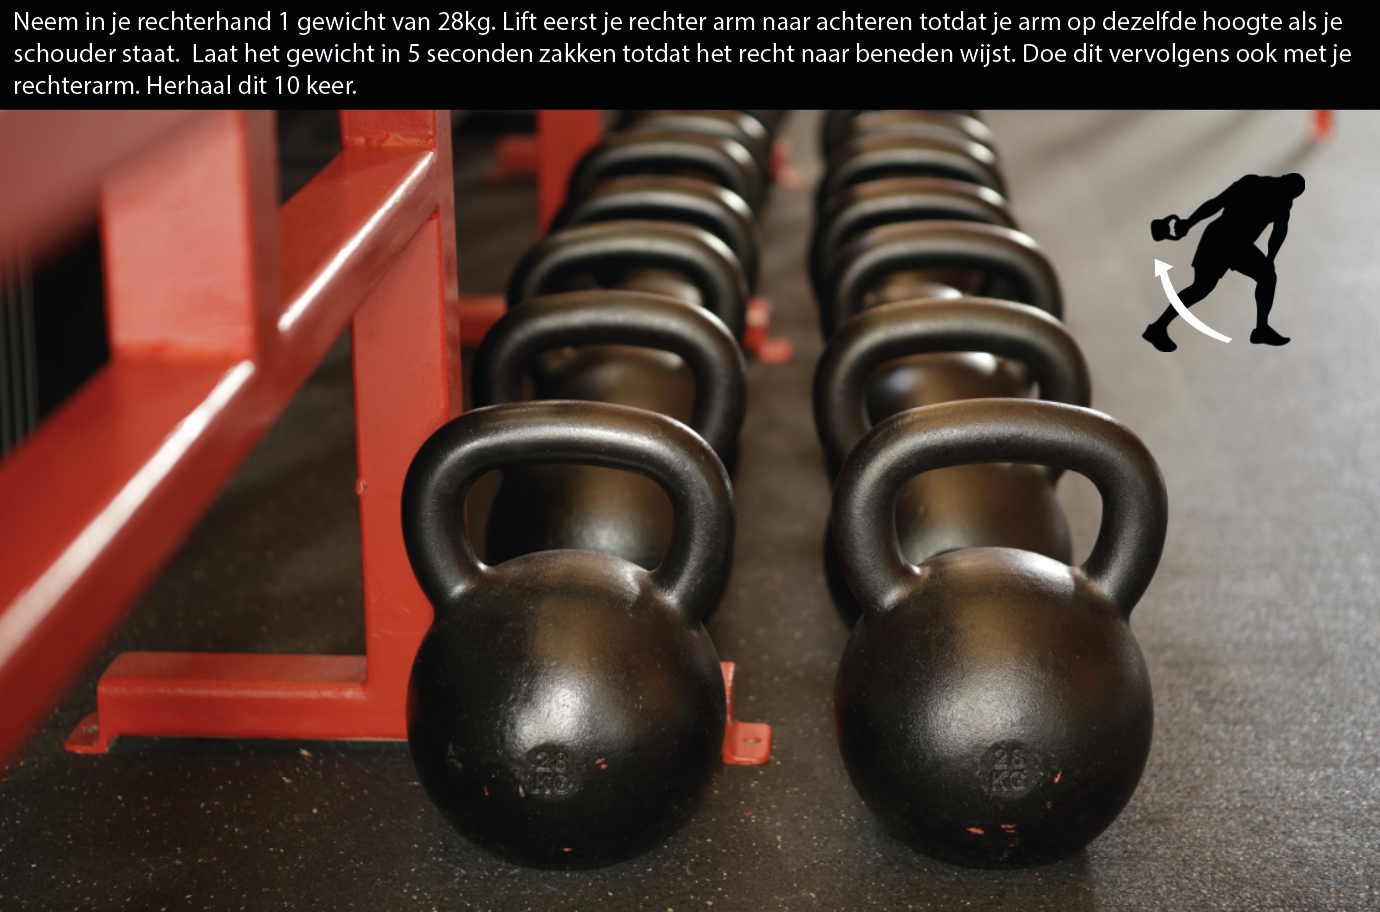 Neem in je rechterhand 1 gewicht van 28kg. Lift eerst je rechter arm naar achteren totdat je arm op dezelfde hoogte als je
schouder staat.  Laat het gewicht in 5 seconden zakken totdat het recht naar beneden wijst. Doe dit vervolgens ook met je
rechterarm. Herhaal dit 10 keer.
28
KG
28
KG